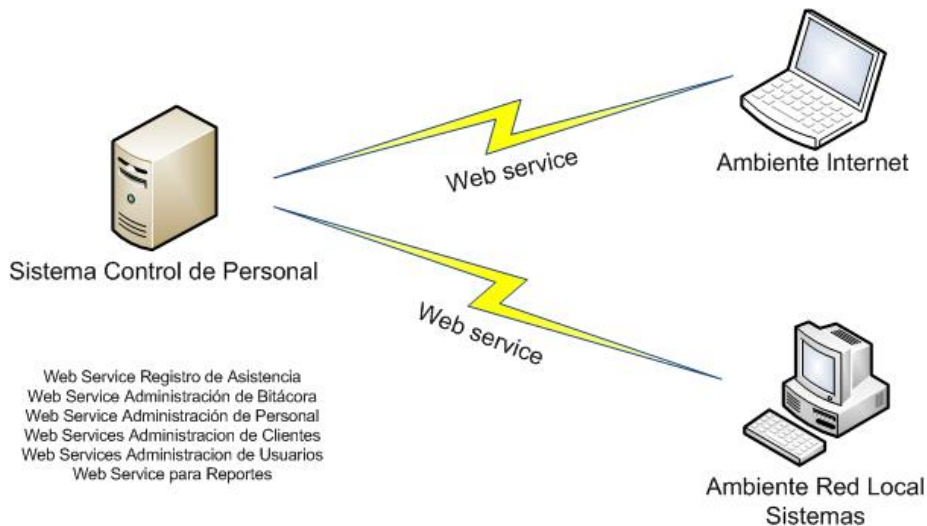 Web service
Ambiente Internet
Sistema Control de Personal
Web service
Web Service Registro de Asistencia
Web Service Administración de Bitácora
Web Service Administración de Personal
Web Services Administracion de Clientes
Web Services Administracion de Usuarios
Web Service para Reportes
Ambiente Red Local
Sistemas